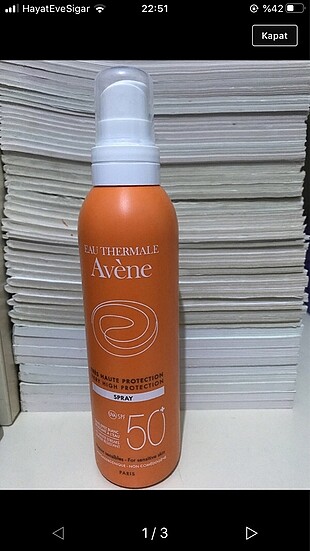 HayatEveSigar
22:51
%42
Kapat
EAU THERMALE
Avène
HAUTE PROTECTION
VERY HIGH PROTECTION
SPRAY
SPF
50+
For sensitive skin
PARIS
1 / 3